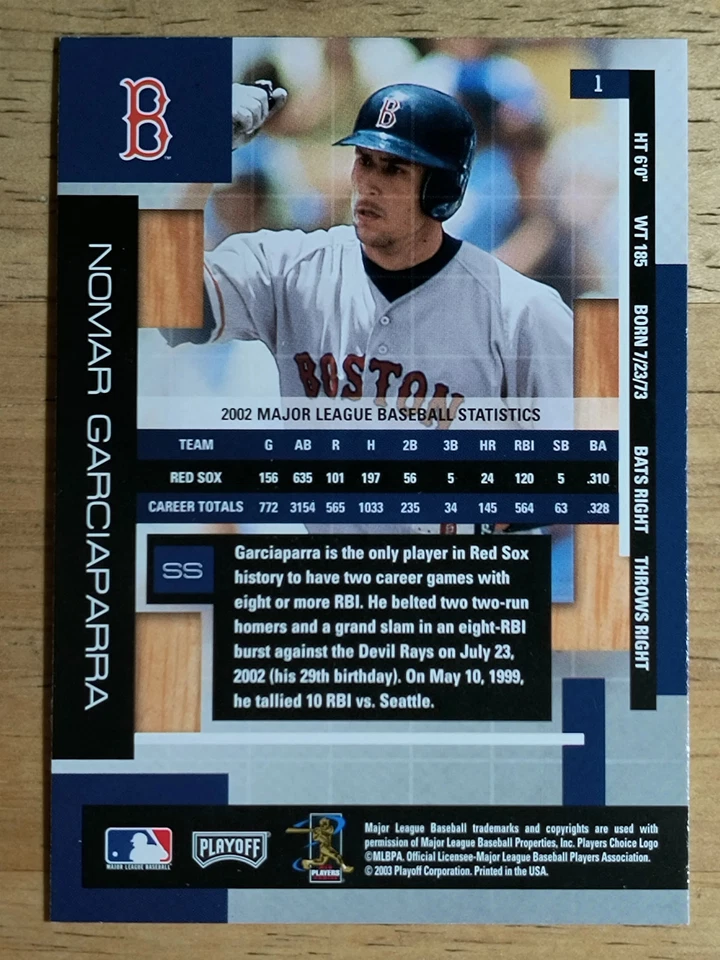 B
TM
1
B
HT 6'0" WT 185 BORN 7/23/73 BATS RIGHT THROWS RIGHT
NOMAR GARCIAPARRA
BOSTON
2002 MAJOR LEAGUE BASEBALL STATISTICS
TEAM G AB R H 2B 3B HR RBI SB BA
RED SOX 156 635 101 197 56 5 24 120 5 .310
CAREER TOTALS 772 3154 565 1033 235 34 145 564 63 .328
SS
Garciaparra is the only player in Red Sox
history to have two career games with
eight or more RBI. He belted two two-run
homers and a grand slam in an eight-RBI
burst against the Devil Rays on July 23,
2002 (his 29th birthday). On May 10, 1999,
he tallied 10 RBI vs. Seattle.
MAJOR LEAGUE BASEBALL
PLAYOFF
PLAYERS
Major League Baseball trademarks and copyrights are used with
permission of Major League Baseball Properties, Inc. Players Choice Logo
©MLBPA. Official Licensee-Major League Baseball Players Association.
© 2003 Playoff Corporation. Printed in the USA.